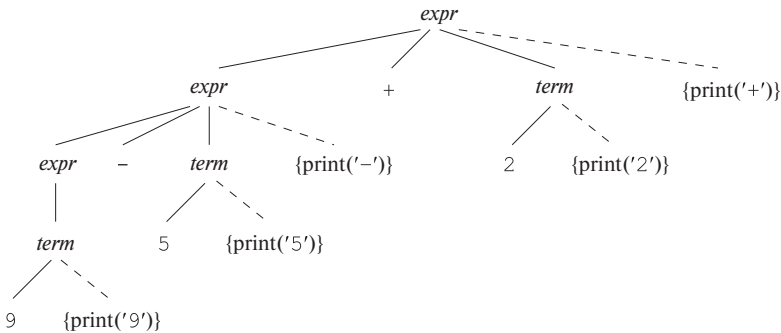 expr
expr + term {print('+')}
expr − term {print('−')} 2 {print('2')}
term 5 {print('5')}
9 {print('9')}